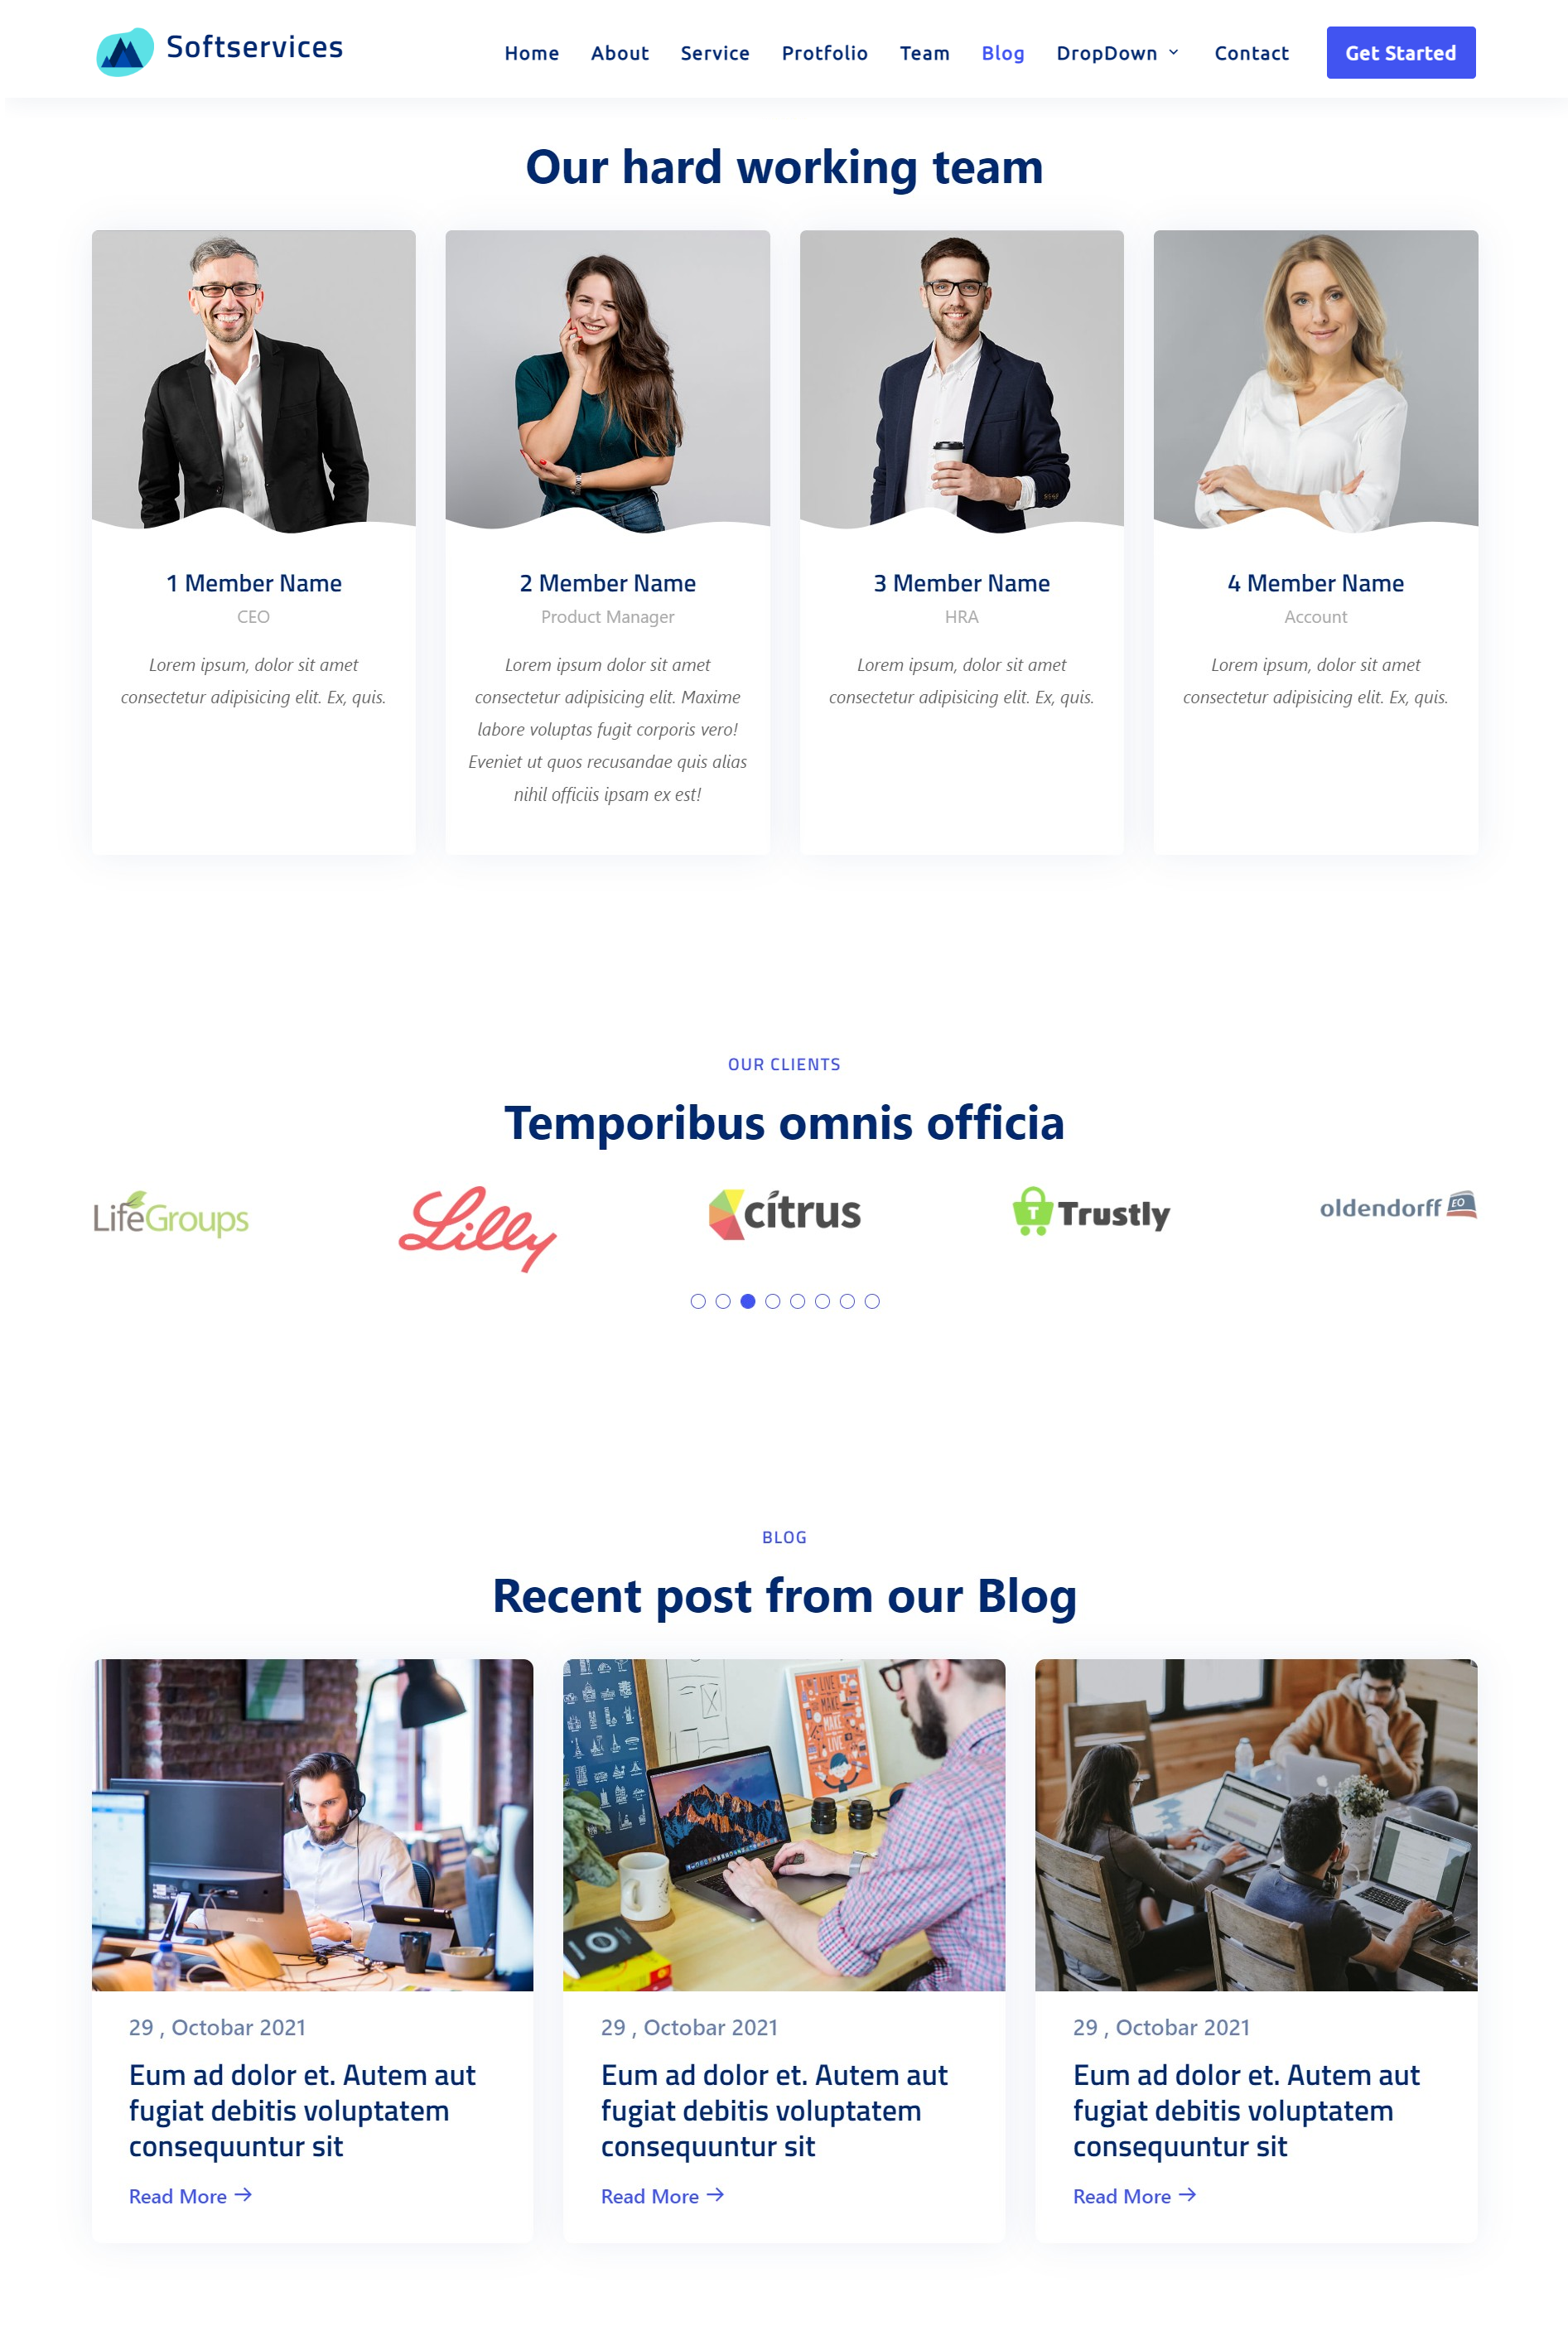 Softservices
Home About Service Protfolio Team Blog DropDown Contact Get Started
Our hard working team
1 Member Name
CEO
Lorem ipsum, dolor sit amet
consectetur adipisicing elit. Ex, quis.
2 Member Name
Product Manager
Lorem ipsum dolor sit amet
consectetur adipisicing elit. Maxime
labore voluptas fugit corporis vero!
Eveniet ut quos recusandae quis alias
nihil officiis ipsam ex est!
3 Member Name
HRA
Lorem ipsum, dolor sit amet
consectetur adipisicing elit. Ex, quis.
4 Member Name
Account
Lorem ipsum, dolor sit amet
consectetur adipisicing elit. Ex, quis.
OUR CLIENTS
Temporibus omnis officia
LifeGroups
Lilly
citrus
T Trustly
oldendorff EO
BLOG
Recent post from our Blog
ASUS
29 , Octobar 2021
Eum ad dolor et. Autem aut
fugiat debitis voluptatem
consequuntur sit
Read More →
LIVE
MAKE
MAKE
LIVE
29 , Octobar 2021
Eum ad dolor et. Autem aut
fugiat debitis voluptatem
consequuntur sit
Read More →
29 , Octobar 2021
Eum ad dolor et. Autem aut
fugiat debitis voluptatem
consequuntur sit
Read More →